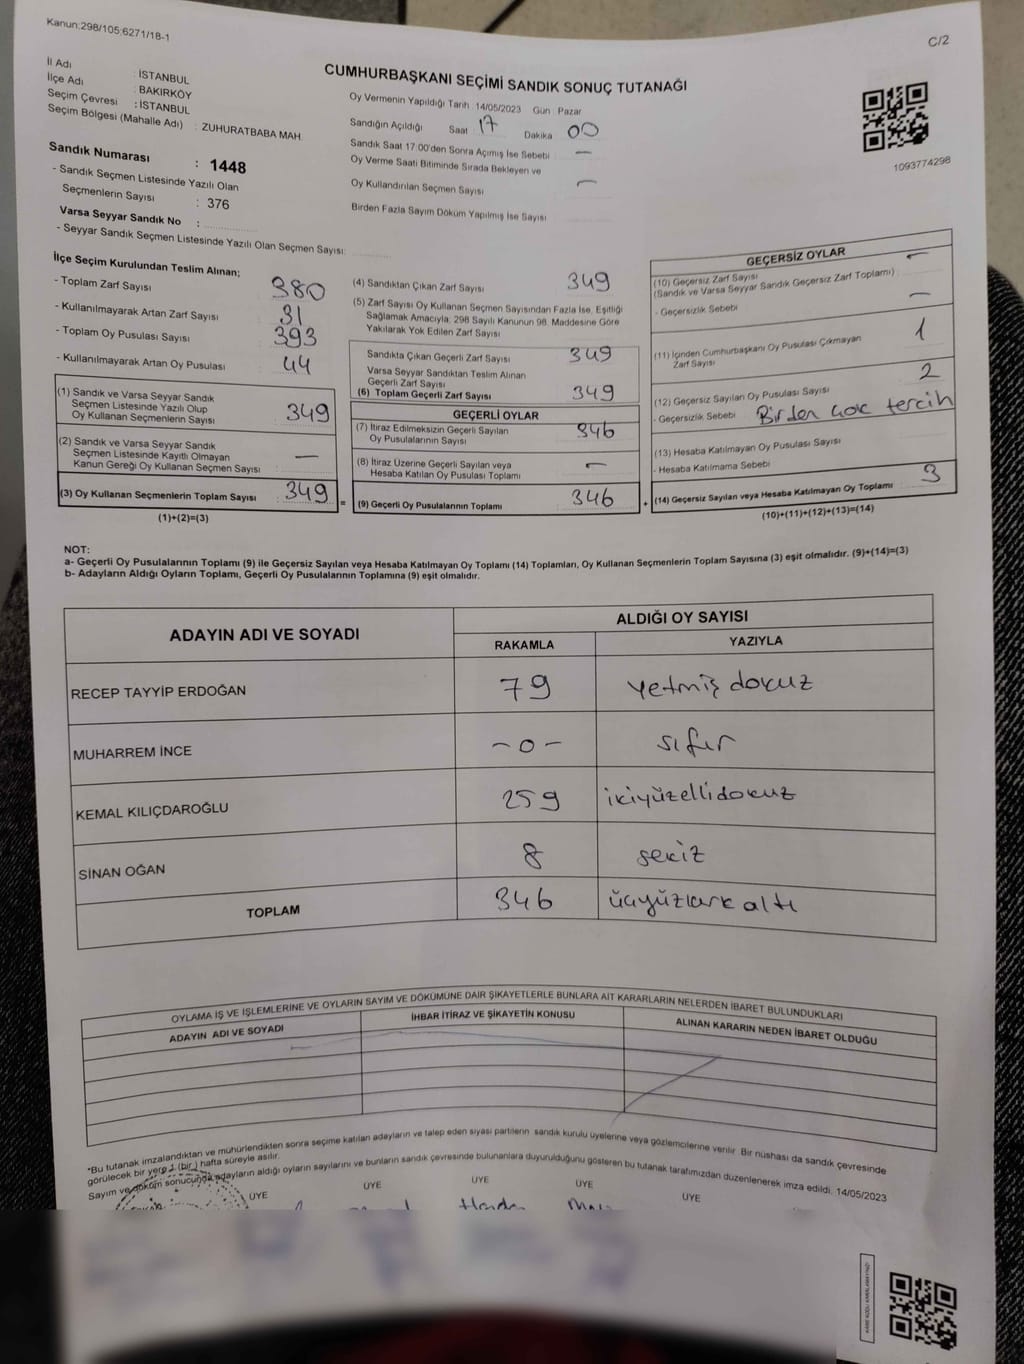 Kanun:298/105;6271/18-1
C/2
CUMHURBAŞKANI SEÇİMİ SANDIK SONUÇ TUTANAĞI
İl Adı : İSTANBUL
İlçe Adı : BAKIRKÖY
Seçim Çevresi : İSTANBUL
Seçim Bölgesi (Mahalle Adı) : ZUHURATBABA MAH.
Sandık Numarası : 1448
- Sandık Seçmen Listesinde Yazılı Olan
Seçmenlerin Sayısı : 376
Varsa Seyyar Sandık No :
- Seyyar Sandık Seçmen Listesinde Yazılı Olan Seçmen Sayısı:
Oy Vermenin Yapıldığı Tarih : 14/05/2023 Gün : Pazar
Sandığın Açıldığı Saat 17 Dakika 00
Sandık Saat 17:00'den Sonra Açımış İse Sebebi : —
Oy Verme Saati Bitiminde Sırada Bekleyen ve
Oy Kullandırılan Seçmen Sayısı —
Birden Fazla Sayım Döküm Yapılmış İse Sayısı
1093774298
İlçe Seçim Kurulundan Teslim Alınan;
- Toplam Zarf Sayısı : 380
- Kullanılmayarak Artan Zarf Sayısı : 31
- Toplam Oy Pusulası Sayısı : 393
- Kullanılmayarak Artan Oy Pusulası : 44
(1) Sandık ve Varsa Seyyar Sandık
Seçmen Listesinde Yazılı Olup
Oy Kullanan Seçmenlerin Sayısı : 349
(2) Sandık ve Varsa Seyyar Sandık
Seçmen Listesinde Kayıtlı Olmayan
Kanun Gereği Oy Kullanan Seçmen Sayısı : —
(3) Oy Kullanan Seçmenlerin Toplam Sayısı : 349 =
(1)+(2)=(3)
(4) Sandıktan Çıkan Zarf Sayısı : 349
(5) Zarf Sayısı Oy Kullanan Seçmen Sayısından Fazla İse, Eşitliği
Sağlamak Amacıyla, 298 Sayılı Kanunun 98. Maddesine Göre
Yakılarak Yok Edilen Zarf Sayısı
Sandıkta Çıkan Geçerli Zarf Sayısı : 349
Varsa Seyyar Sandıktan Teslim Alınan
Geçerli Zarf Sayısı
(6) Toplam Geçerli Zarf Sayısı : 349
GEÇERLİ OYLAR
(7) İtiraz Edilmeksizin Geçerli Sayılan
Oy Pusulalarının Sayısı : 346
(8) İtiraz Üzerine Geçerli Sayılan veya
Hesaba Katılan Oy Pusulası Toplamı : —
(9) Geçerli Oy Pusulalarının Toplamı : 346 +
GEÇERSİZ OYLAR
(10) Geçersiz Zarf Sayısı —
(Sandık ve Varsa Seyyar Sandık Geçersiz Zarf Toplamı) :
- Geçersizlik Sebebi : —
(11) İçinden Cumhurbaşkanı Oy Pusulası Çıkmayan
Zarf Sayısı : 1
(12) Geçersiz Sayılan Oy Pusulası Sayısı : 2
- Geçersizlik Sebebi : Birden çok tercih
(13) Hesaba Katılmayan Oy Pusulası Sayısı :
- Hesaba Katılmama Sebebi :
(14) Geçersiz Sayılan veya Hesaba Katılmayan Oy Toplamı : 3
(10)+(11)+(12)+(13)=(14)
NOT:
a- Geçerli Oy Pusulalarının Toplamı (9) ile Geçersiz Sayılan veya Hesaba Katılmayan Oy Toplamı (14) Toplamları, Oy Kullanan Seçmenlerin Toplam Sayısına (3) eşit olmalıdır. (9)+(14)=(3)
b- Adayların Aldığı Oyların Toplamı, Geçerli Oy Pusulalarının Toplamına (9) eşit olmalıdır.
ADAYIN ADI VE SOYADI
ALDIĞI OY SAYISI
RAKAMLA YAZIYLA
RECEP TAYYİP ERDOĞAN 79 yetmiş dokuz
MUHARREM İNCE -0- sıfır
KEMAL KILIÇDAROĞLU 259 ikiyüzellidokuz
SİNAN OĞAN 8 sekiz
TOPLAM 346 üçyüzkırk altı
OYLAMA İŞ VE İŞLEMLERİNE VE OYLARIN SAYIM VE DÖKÜMÜNE DAİR ŞİKAYETLERLE BUNLARA AİT KARARLARIN NELERDEN İBARET BULUNDUKLARI
ADAYIN ADI VE SOYADI İHBAR İTİRAZ VE ŞİKAYETİN KONUSU ALINAN KARARIN NEDEN İBARET OLDUĞU
*Bu tutanak imzalandıktan ve mühürlendikten sonra seçime katılan adayların ve talep eden siyasi partilerin sandık kurulu üyelerine veya gözlemcilerine verilir. Bir nüshası da sandık çevresinde
görülecek bir yere 1 (bir) hafta süreyle asılır.
Sayım ve döküm sonucunda adayların aldığı oyların sayılarını ve bunların sandık çevresinde bulunanlara duyurulduğunu gösteren bu tutanak tarafımızdan düzenlenerek imza edildi. 14/05/2023
ÜYE ÜYE ÜYE ÜYE ÜYE